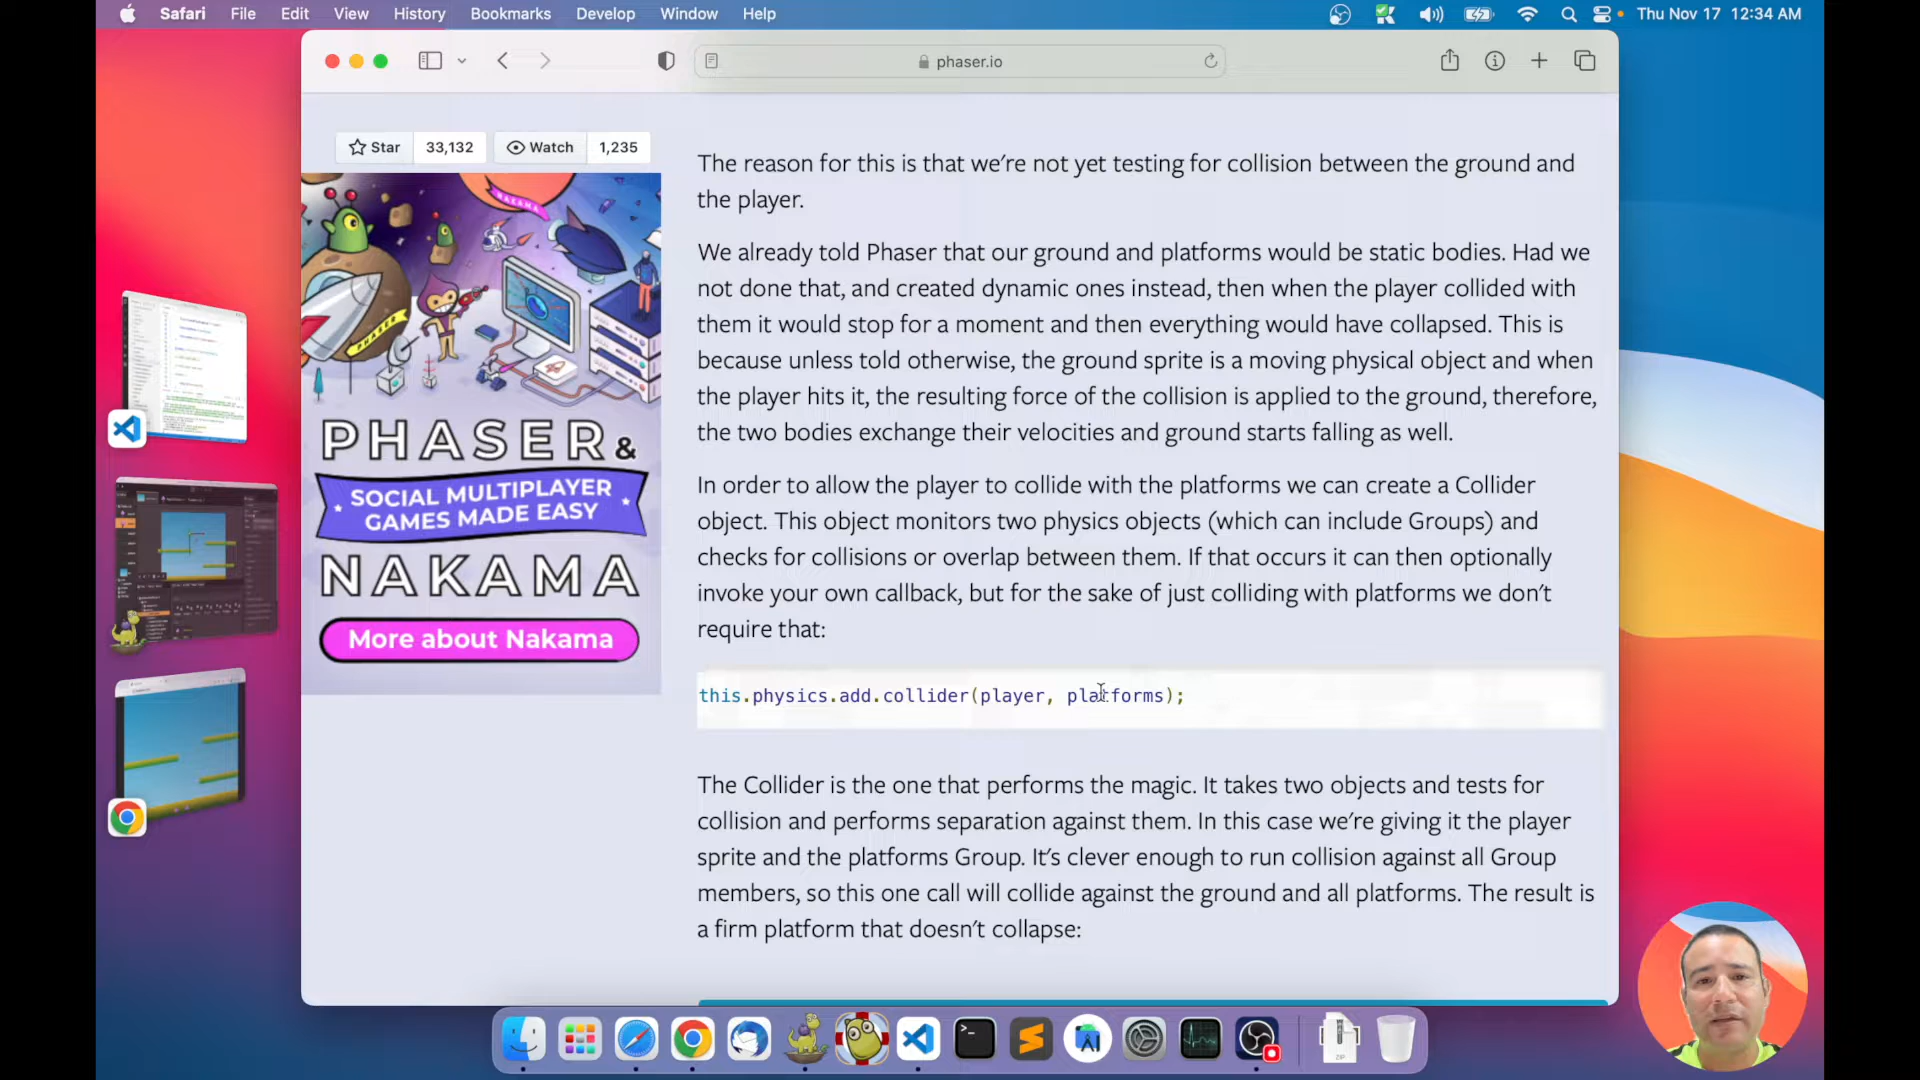 Safari File Edit View History Bookmarks Develop Window Help Thu Nov 17 12:34 AM
phaser.io
Star 33,132 Watch 1,235
NAKAMA
PHASER
PHASER &
SOCIAL MULTIPLAYER
GAMES MADE EASY
NAKAMA
More about Nakama
The reason for this is that we're not yet testing for collision between the ground and
the player.
We already told Phaser that our ground and platforms would be static bodies. Had we
not done that, and created dynamic ones instead, then when the player collided with
them it would stop for a moment and then everything would have collapsed. This is
because unless told otherwise, the ground sprite is a moving physical object and when
the player hits it, the resulting force of the collision is applied to the ground, therefore,
the two bodies exchange their velocities and ground starts falling as well.
In order to allow the player to collide with the platforms we can create a Collider
object. This object monitors two physics objects (which can include Groups) and
checks for collisions or overlap between them. If that occurs it can then optionally
invoke your own callback, but for the sake of just colliding with platforms we don't
require that:
this.physics.add.collider(player, platforms);
The Collider is the one that performs the magic. It takes two objects and tests for
collision and performs separation against them. In this case we're giving it the player
sprite and the platforms Group. It's clever enough to run collision against all Group
members, so this one call will collide against the ground and all platforms. The result is
a firm platform that doesn't collapse:
ZIP